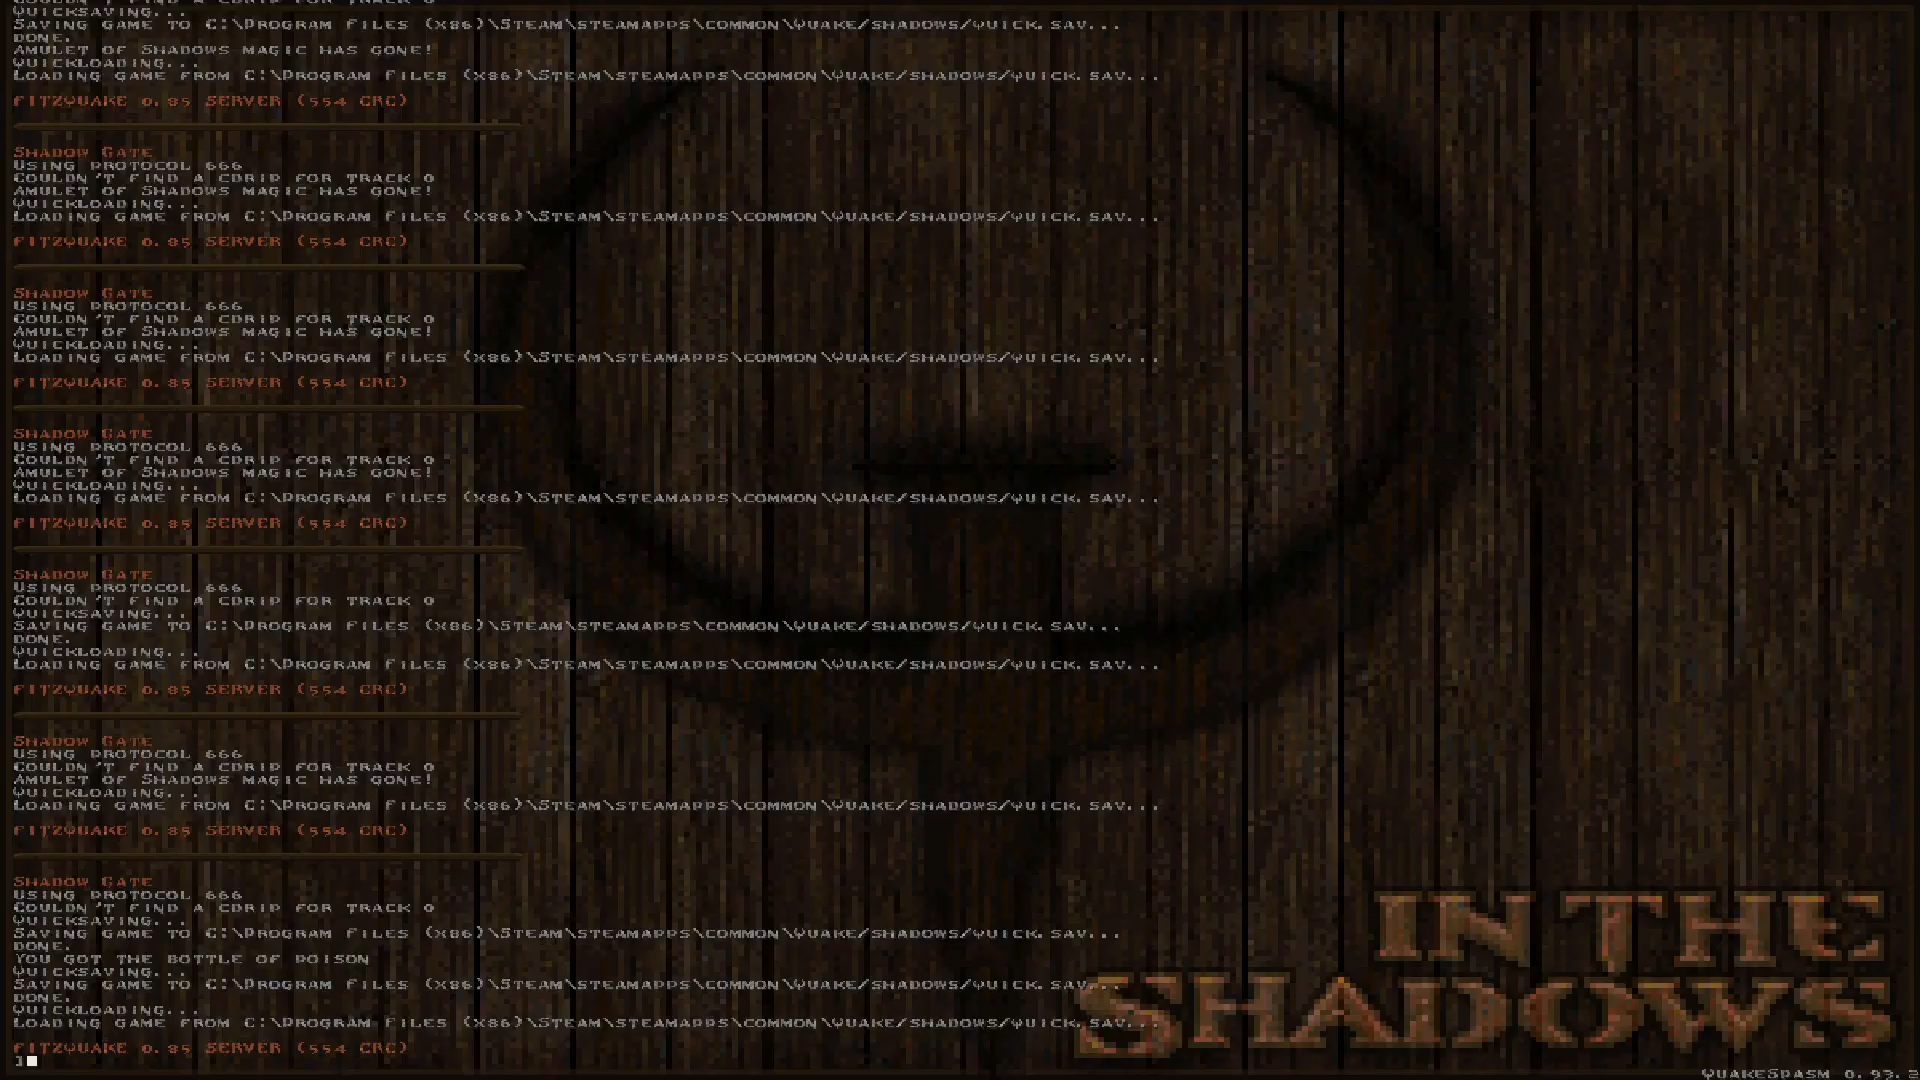 Quicksaving...
Saving game to C:\Program Files (x86)\Steam\steamapps\common\Quake/shadows/quick.sav...
done.
Amulet of Shadows magic has gone!
Quickloading...
Loading game from C:\Program Files (x86)\Steam\steamapps\common\Quake/shadows/quick.sav...
FITZQUAKE 0.85 SERVER (554 CRC)
Shadow Gate
Using protocol 666
Couldn't find a cdrip for track 0
Amulet of Shadows magic has gone!
Quickloading...
Loading game from C:\Program Files (x86)\Steam\steamapps\common\Quake/shadows/quick.sav...
FITZQUAKE 0.85 SERVER (554 CRC)
Shadow Gate
Using protocol 666
Couldn't find a cdrip for track 0
Amulet of Shadows magic has gone!
Quickloading...
Loading game from C:\Program Files (x86)\Steam\steamapps\common\Quake/shadows/quick.sav...
FITZQUAKE 0.85 SERVER (554 CRC)
Shadow Gate
Using protocol 666
Couldn't find a cdrip for track 0
Amulet of Shadows magic has gone!
Quickloading...
Loading game from C:\Program Files (x86)\Steam\steamapps\common\Quake/shadows/quick.sav...
FITZQUAKE 0.85 SERVER (554 CRC)
Shadow Gate
Using protocol 666
Couldn't find a cdrip for track 0
Quicksaving...
Saving game to C:\Program Files (x86)\Steam\steamapps\common\Quake/shadows/quick.sav...
done.
Quickloading...
Loading game from C:\Program Files (x86)\Steam\steamapps\common\Quake/shadows/quick.sav...
FITZQUAKE 0.85 SERVER (554 CRC)
Shadow Gate
Using protocol 666
Couldn't find a cdrip for track 0
Amulet of Shadows magic has gone!
Quickloading...
Loading game from C:\Program Files (x86)\Steam\steamapps\common\Quake/shadows/quick.sav...
FITZQUAKE 0.85 SERVER (554 CRC)
Shadow Gate
Using protocol 666
Couldn't find a cdrip for track 0
Quicksaving...
Saving game to C:\Program Files (x86)\Steam\steamapps\common\Quake/shadows/quick.sav...
done.
You got the Bottle of Poison
Quicksaving...
Saving game to C:\Program Files (x86)\Steam\steamapps\common\Quake/shadows/quick.sav...
done.
Quickloading...
Loading game from C:\Program Files (x86)\Steam\steamapps\common\Quake/shadows/quick.sav...
FITZQUAKE 0.85 SERVER (554 CRC)
]
IN THE
SHADOWS
QuakeSpasm 0.93.2